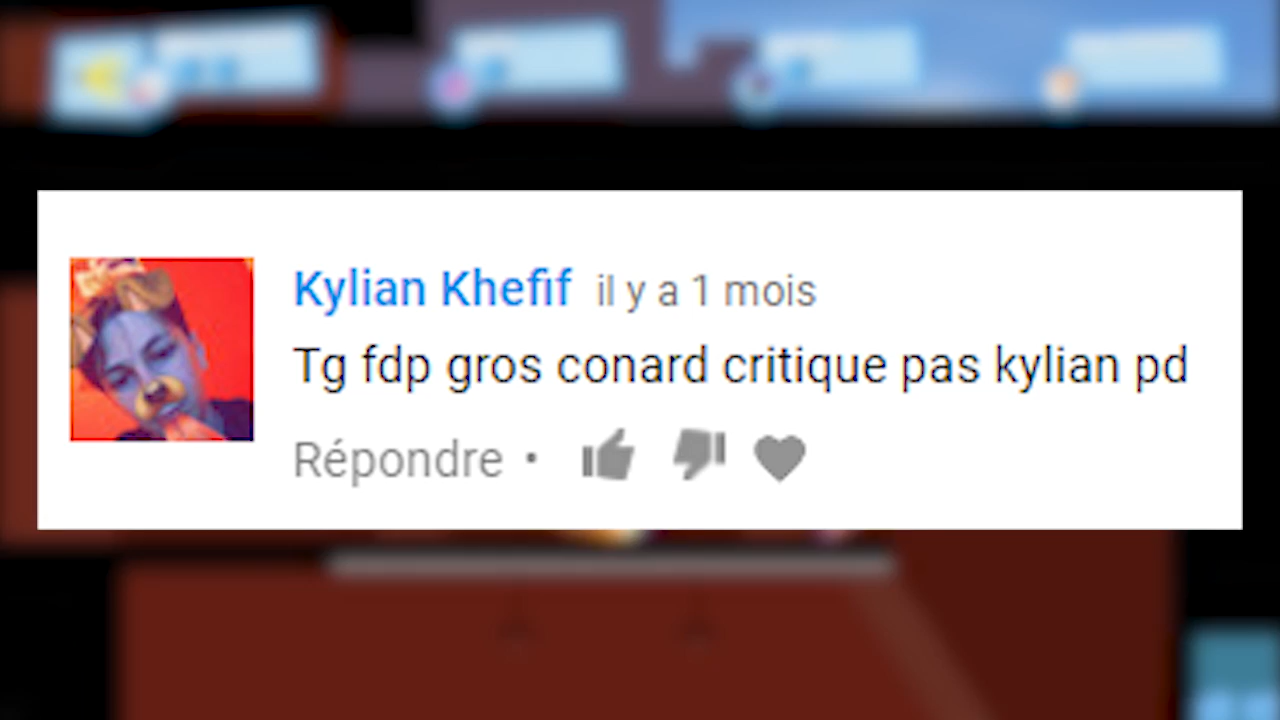 Kylian Khefif il y a 1 mois
Tg fdp gros conard critique pas kylian pd
Répondre •